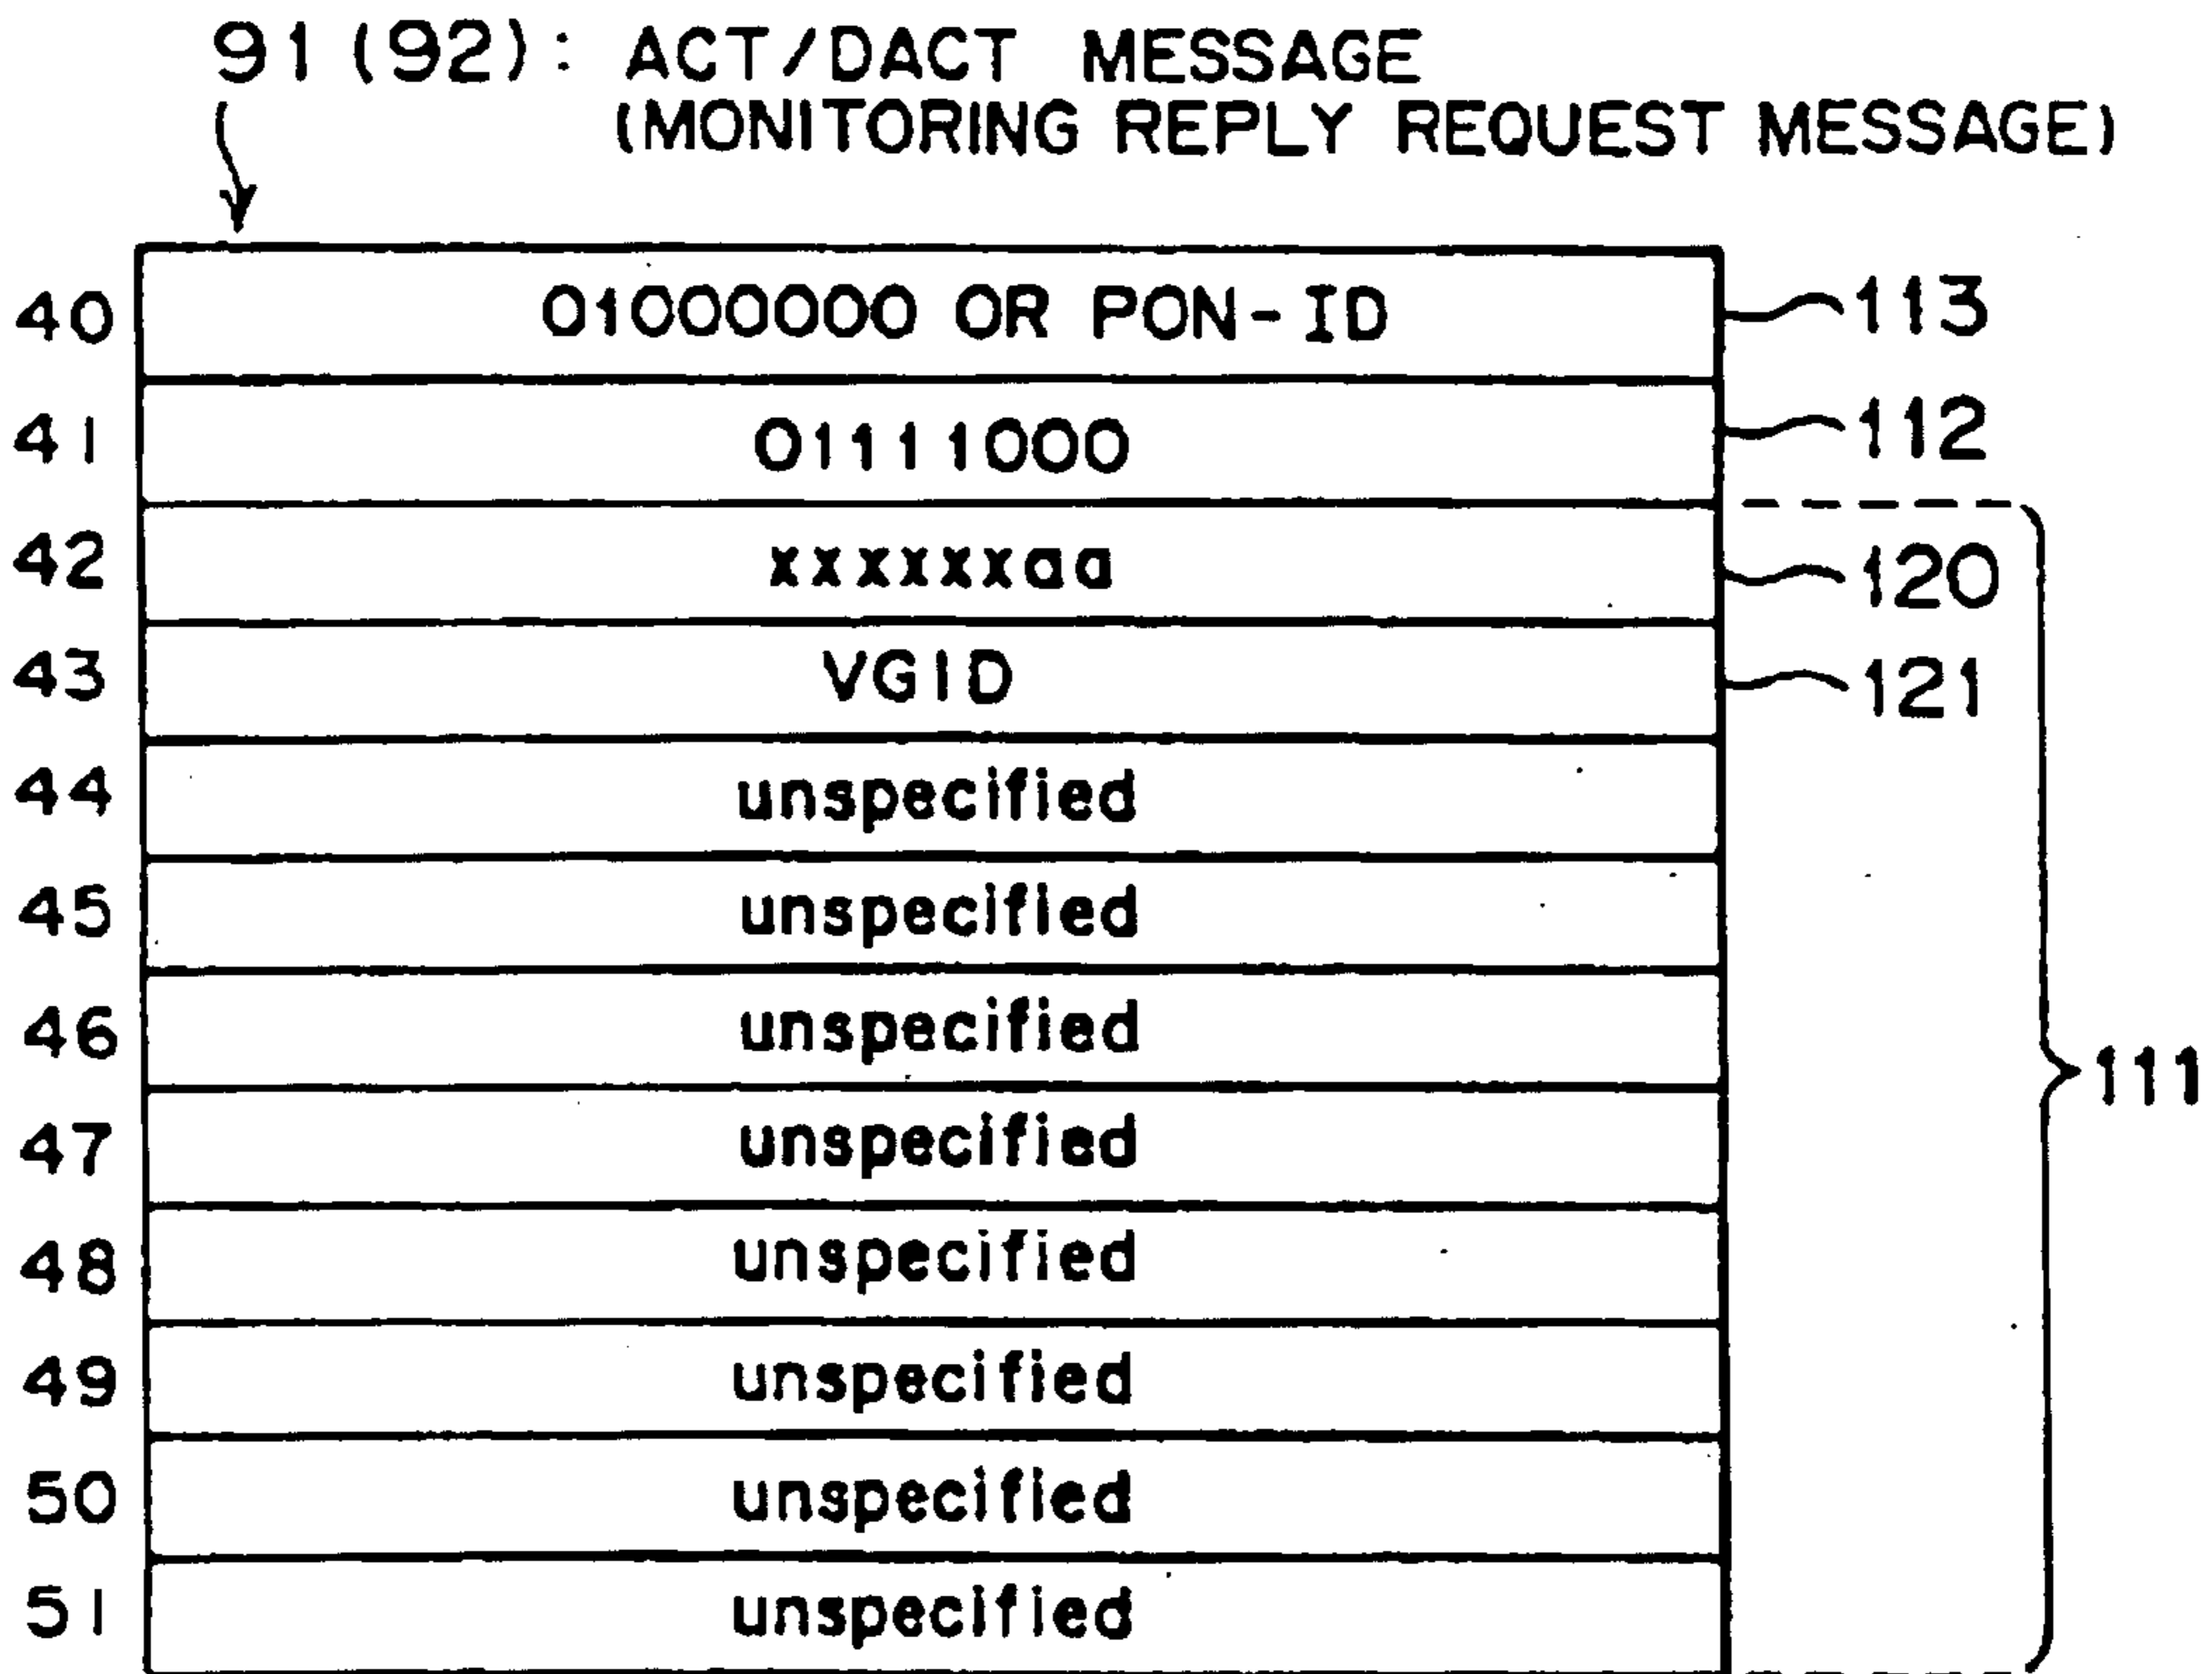 91 (92): ACT/DACT MESSAGE
(MONITORING REPLY REQUEST MESSAGE)
40 01000000 OR PON-ID 113
41 01111000 112
42 xxxxxxaa 120
43 VGID 121
44 unspecified
45 unspecified
46 unspecified
111
47 unspecified
48 unspecified
49 unspecified
50 unspecified
51 unspecified